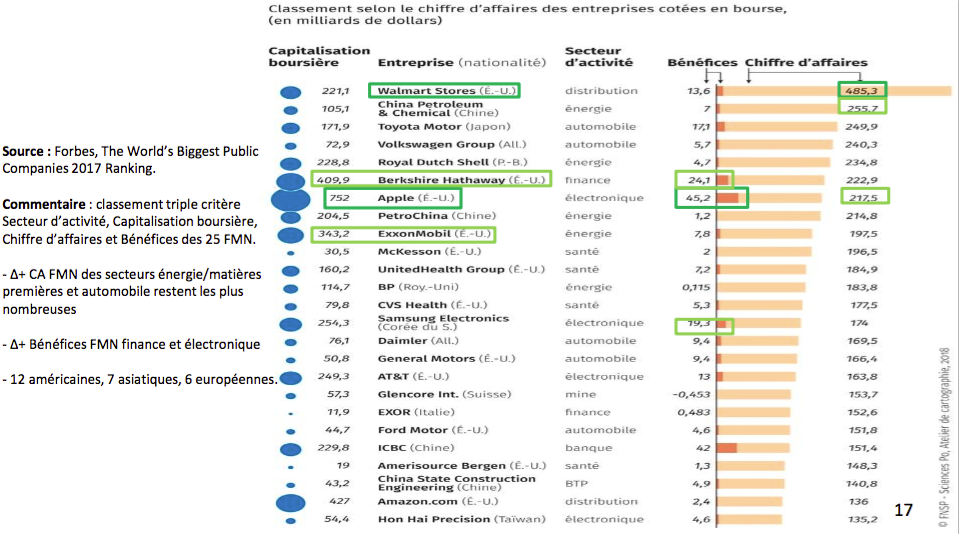 Classement selon le chiffre d'affaires des entreprises cotées en bourse,
(en milliards de dollars)
Capitalisation boursière Entreprise (nationalité) Secteur d'activité Bénéfices Chiffre d'affaires
221,1 Walmart Stores (É.-U.) distribution 13,6 485,3
105,1 China Petroleum & Chemical (Chine) énergie 7 255,7
171,9 Toyota Motor (Japon) automobile 17,1 249,9
72,9 Volkswagen Group (All.) automobile 5,7 240,3
228,8 Royal Dutch Shell (P.-B.) énergie 4,7 234,8
409,9 Berkshire Hathaway (É.-U.) finance 24,1 222,9
752 Apple (É.-U.) électronique 45,2 217,5
204,5 PetroChina (Chine) énergie 1,2 214,8
343,2 ExxonMobil (É.-U.) énergie 7,8 197,5
30,5 McKesson (É.-U.) santé 2 196,5
160,2 UnitedHealth Group (É.-U.) santé 7,2 184,9
114,7 BP (Roy.-Uni) énergie 0,115 183,8
79,8 CVS Health (É.-U.) santé 5,3 177,5
254,3 Samsung Electronics (Corée du S.) électronique 19,3 174
76,1 Daimler (All.) automobile 9,4 169,5
50,8 General Motors (É.-U.) automobile 9,4 166,4
249,3 AT&T (É.-U.) électronique 13 163,8
57,3 Glencore Int. (Suisse) mine -0,453 153,7
11,9 EXOR (Italie) finance 0,483 152,6
44,7 Ford Motor (É.-U.) automobile 4,6 151,8
229,8 ICBC (Chine) banque 42 151,4
19 Amerisource Bergen (É.-U.) santé 1,3 148,3
43,2 China State Construction Engineering (Chine) BTP 4,9 140,8
427 Amazon.com (É.-U.) distribution 2,4 136
54,4 Hon Hai Precision (Taïwan) électronique 4,6 135,2
Source : Forbes, The World's Biggest Public
Companies 2017 Ranking.
Commentaire : classement triple critère
Secteur d'activité, Capitalisation boursière,
Chiffre d'affaires et Bénéfices des 25 FMN.
- Δ+ CA FMN des secteurs énergie/matières
premières et automobile restent les plus
nombreuses
- Δ+ Bénéfices FMN finance et électronique
- 12 américaines, 7 asiatiques, 6 européennes.
17
© FNSP - Sciences Po, Atelier de cartographie, 2018